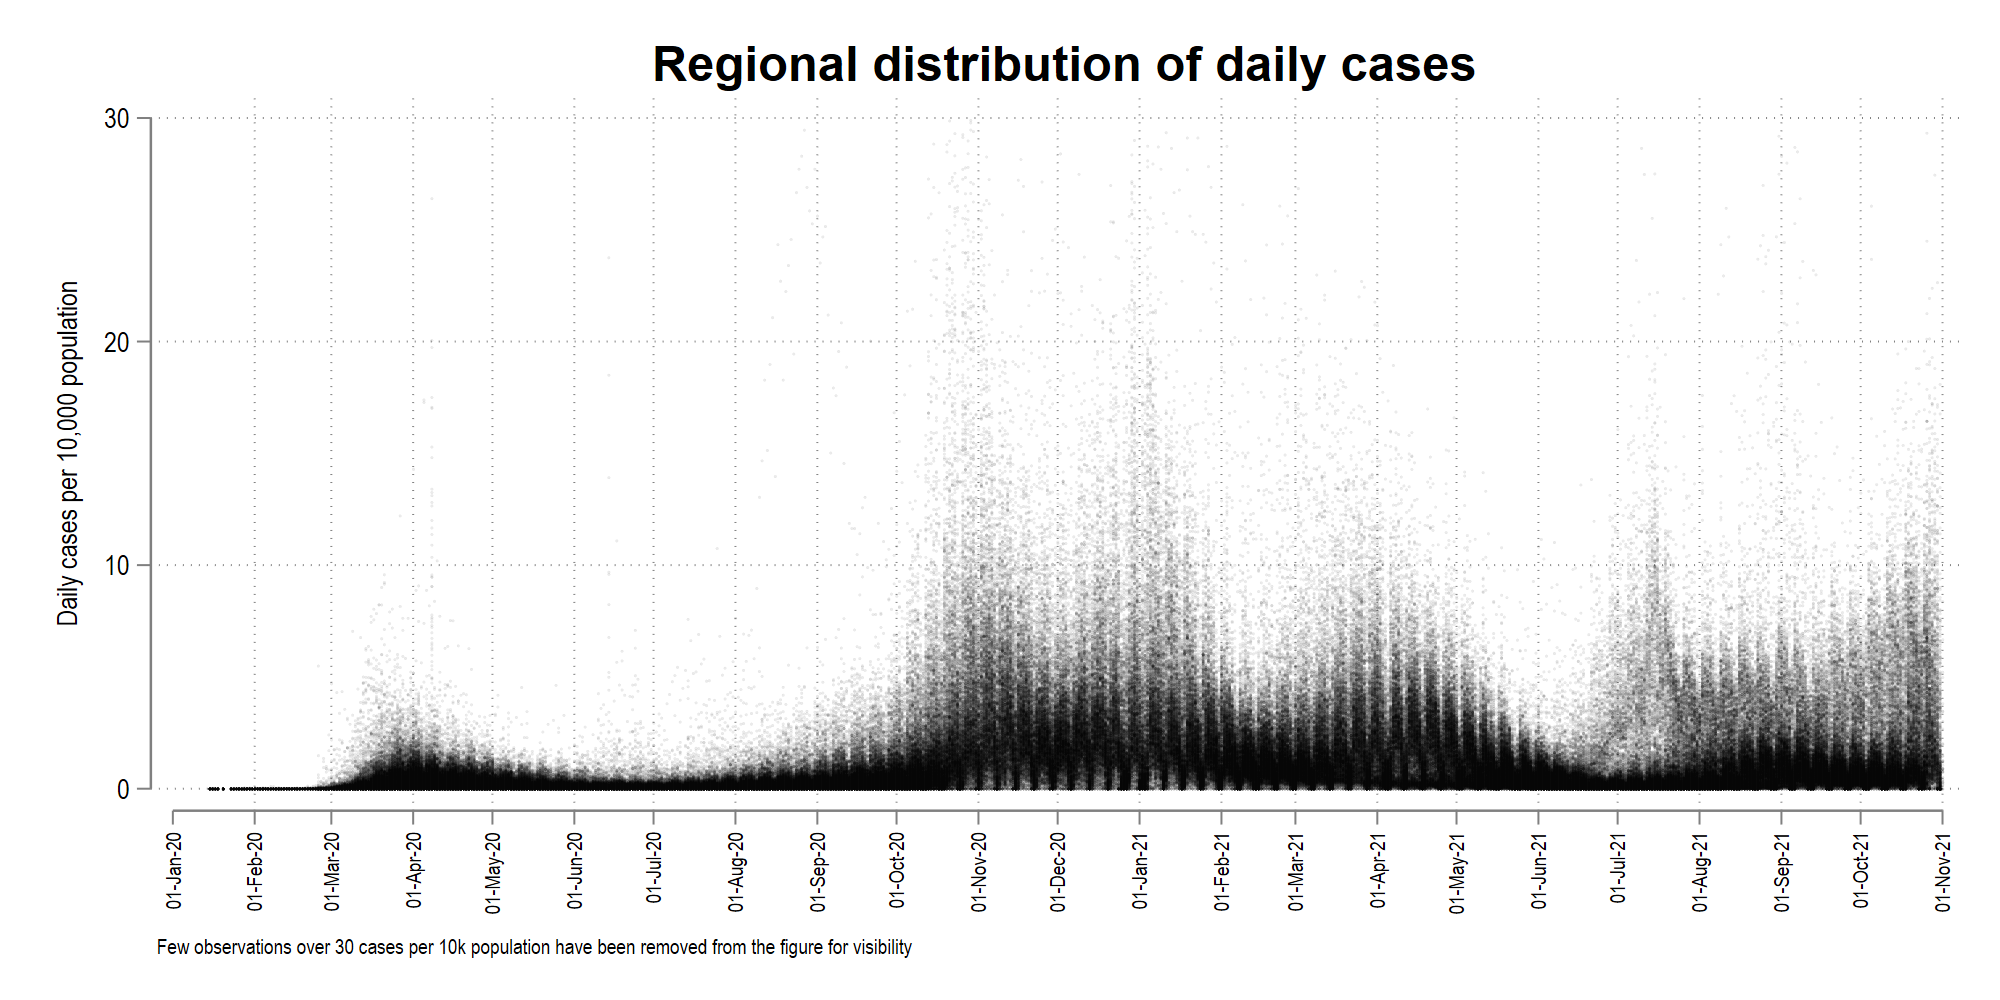 Regional distribution of daily cases
Daily cases per 10,000 population
30
20
10
0
01-Jan-20
01-Feb-20
01-Mar-20
01-Apr-20
01-May-20
01-Jun-20
01-Jul-20
01-Aug-20
01-Sep-20
01-Oct-20
01-Nov-20
01-Dec-20
01-Jan-21
01-Feb-21
01-Mar-21
01-Apr-21
01-May-21
01-Jun-21
01-Jul-21
01-Aug-21
01-Sep-21
01-Oct-21
01-Nov-21
Few observations over 30 cases per 10k population have been removed from the figure for visibility